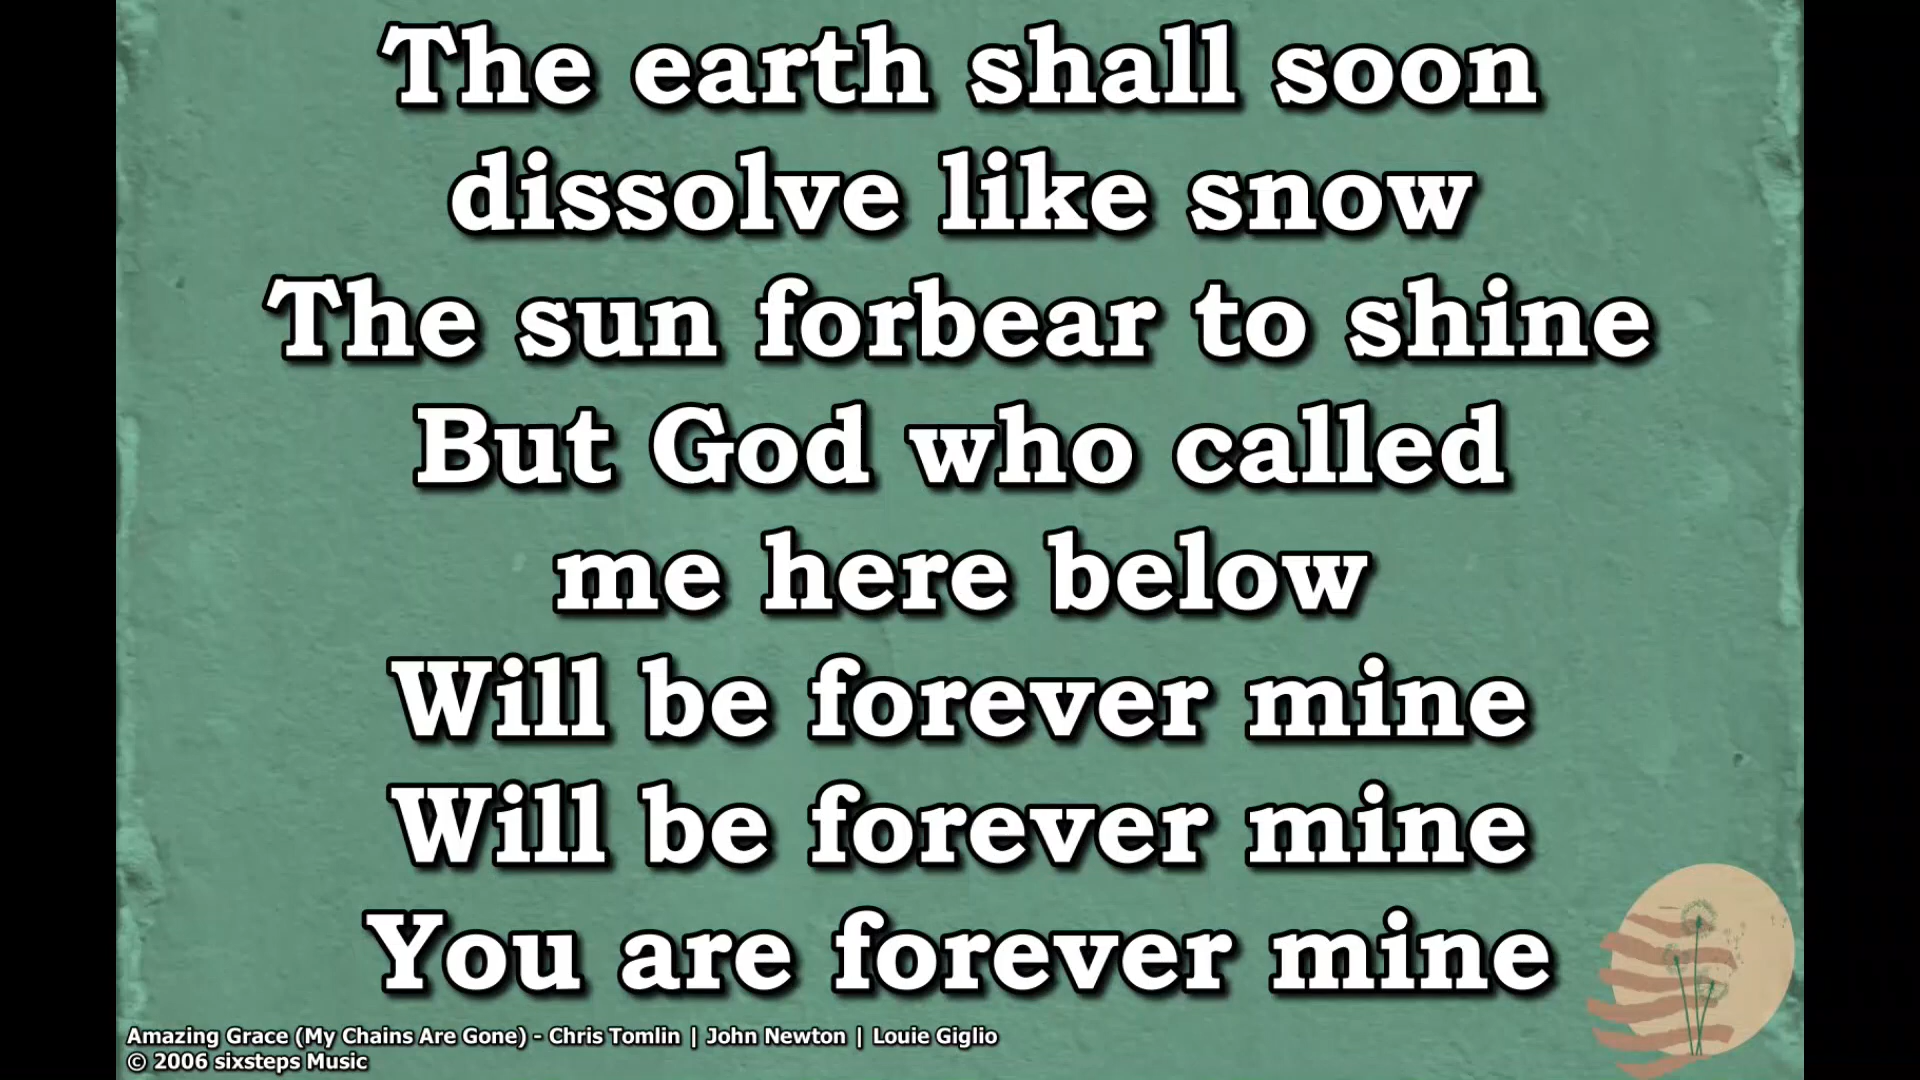 The earth shall soon
dissolve like snow
The sun forbear to shine
But God who called
me here below
Will be forever mine
Will be forever mine
You are forever mine
Amazing Grace (My Chains Are Gone) - Chris Tomlin | John Newton | Louie Giglio
© 2006 sixsteps Music